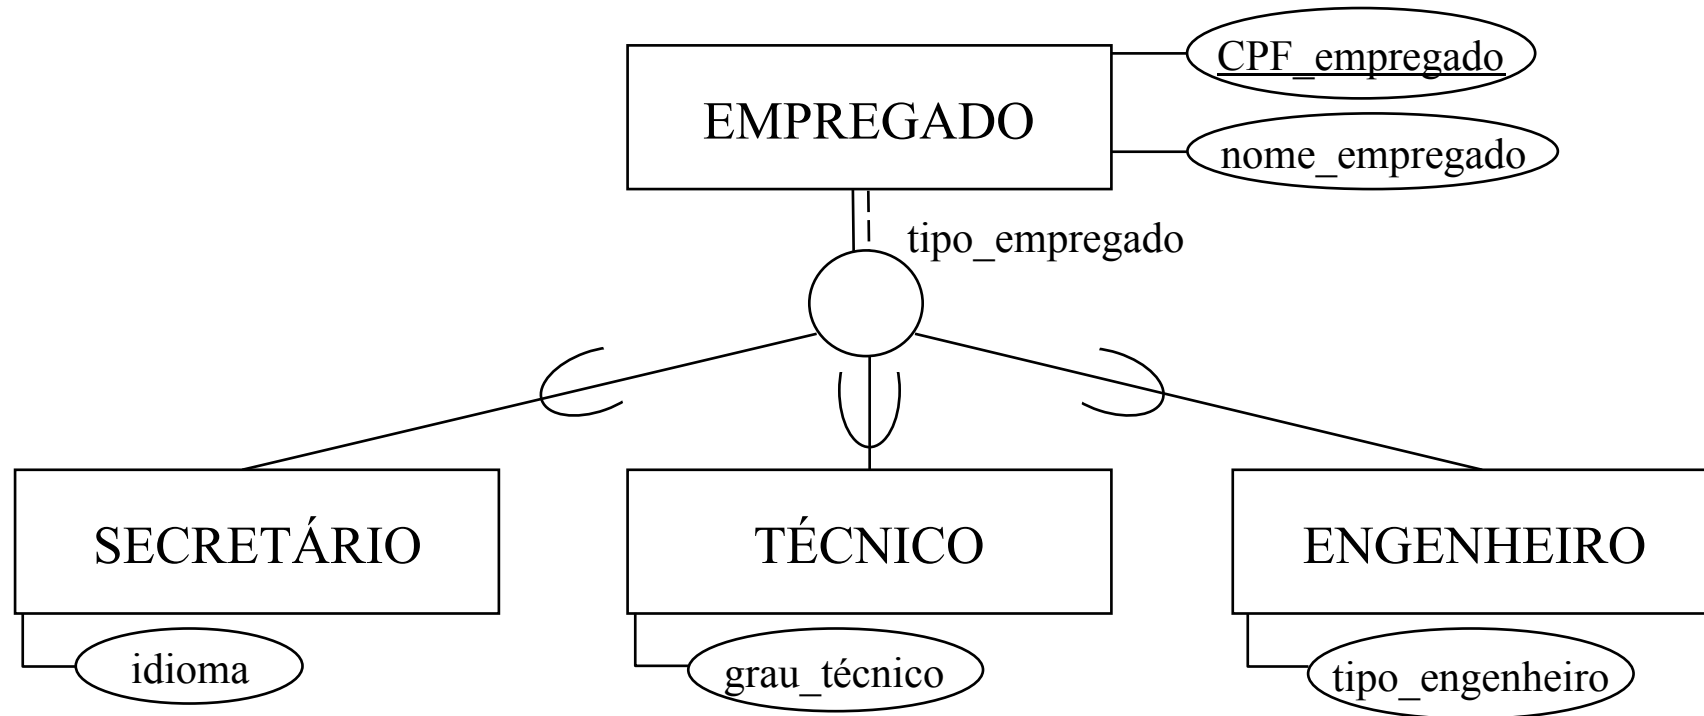 CPF_empregado
EMPREGADO
nome_empregado
tipo_empregado
SECRETÁRIO
TÉCNICO
ENGENHEIRO
idioma
grau_técnico
tipo_engenheiro